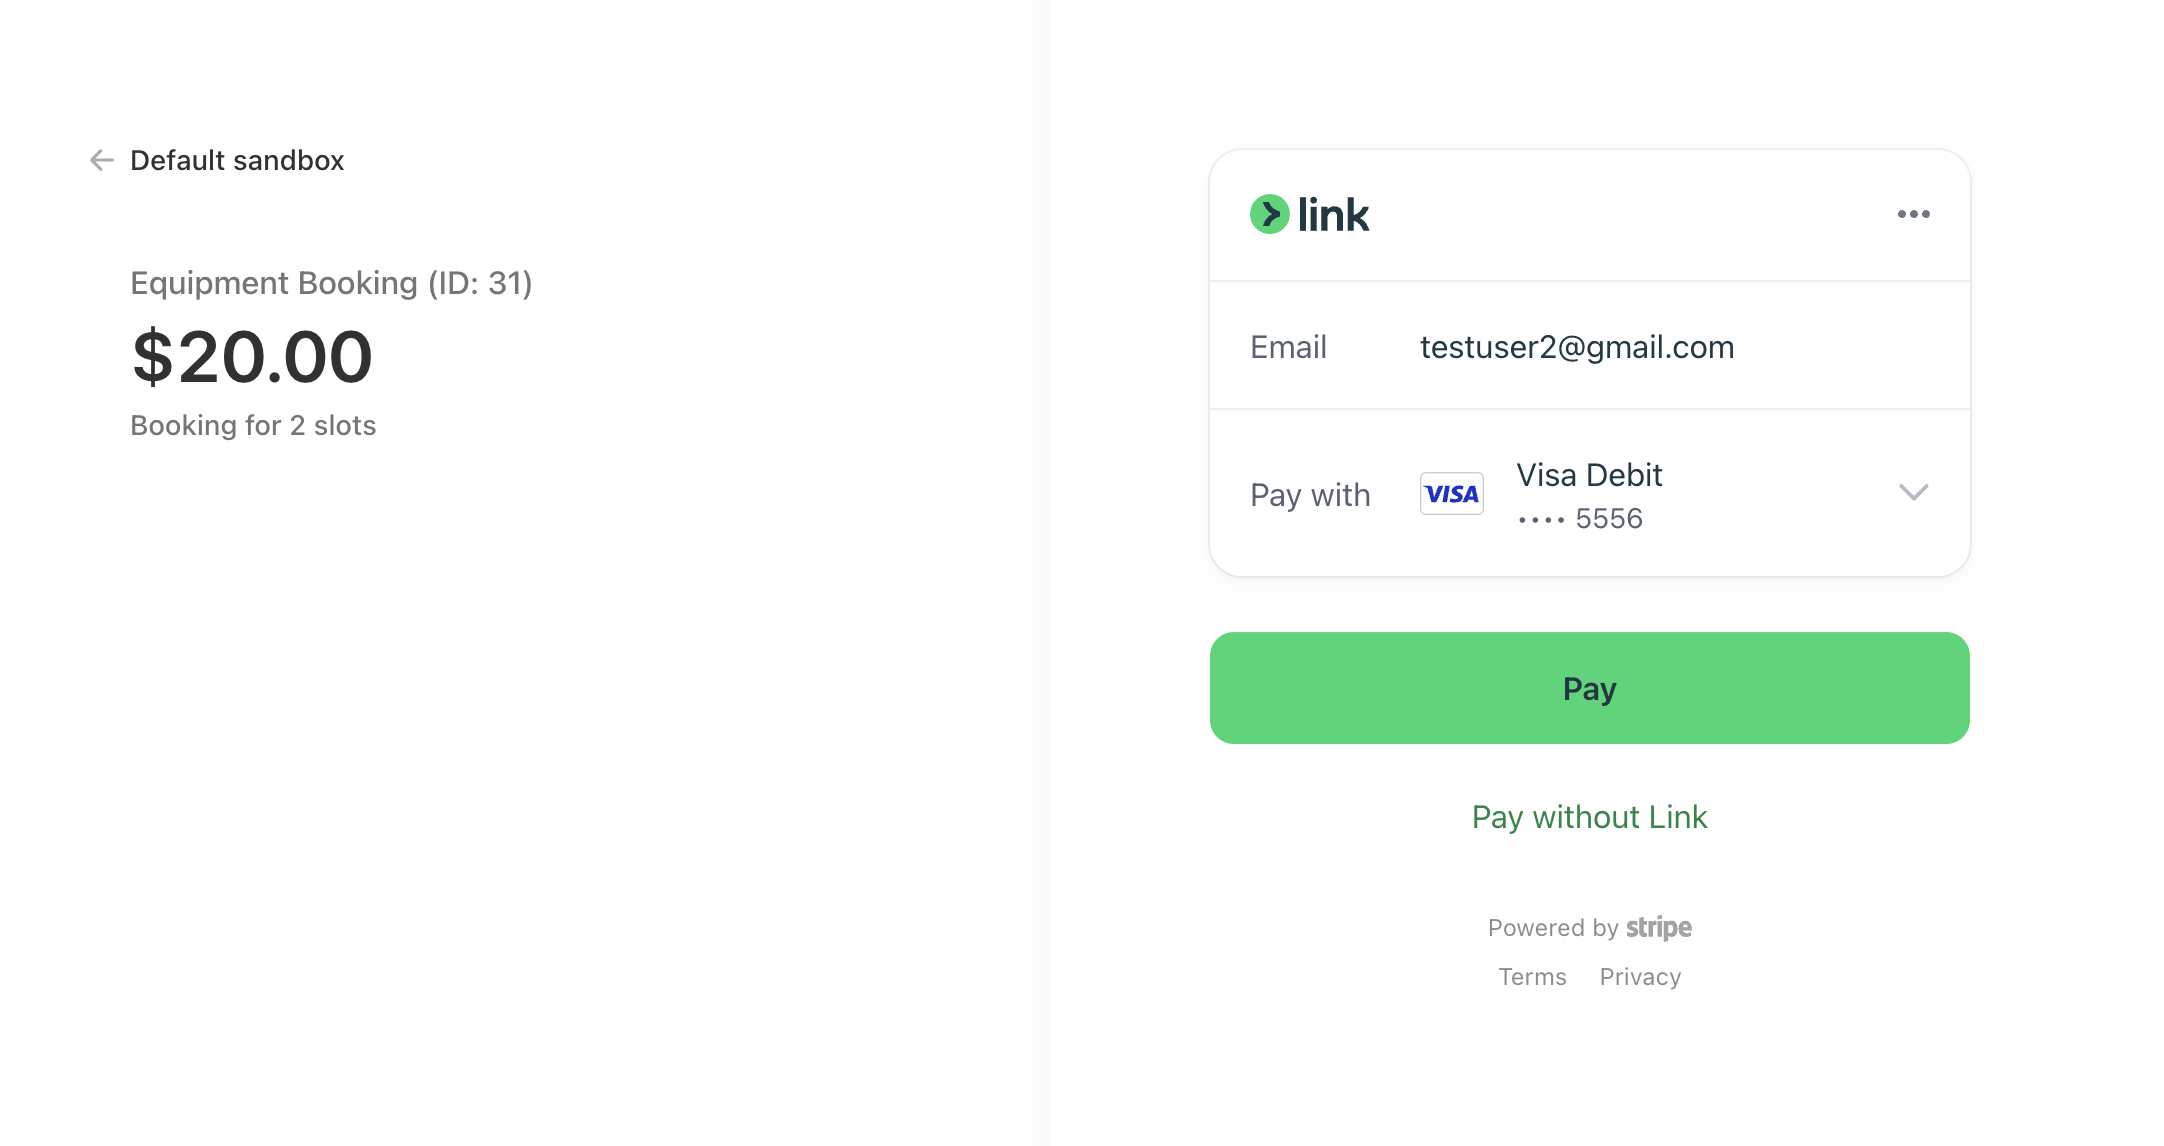 Default sandbox
Equipment Booking (ID: 31)
$20.00
Booking for 2 slots
link
Email testuser2@gmail.com
Pay with VISA Visa Debit
•••• 5556
Pay
Pay without Link
Powered by stripe
Terms Privacy